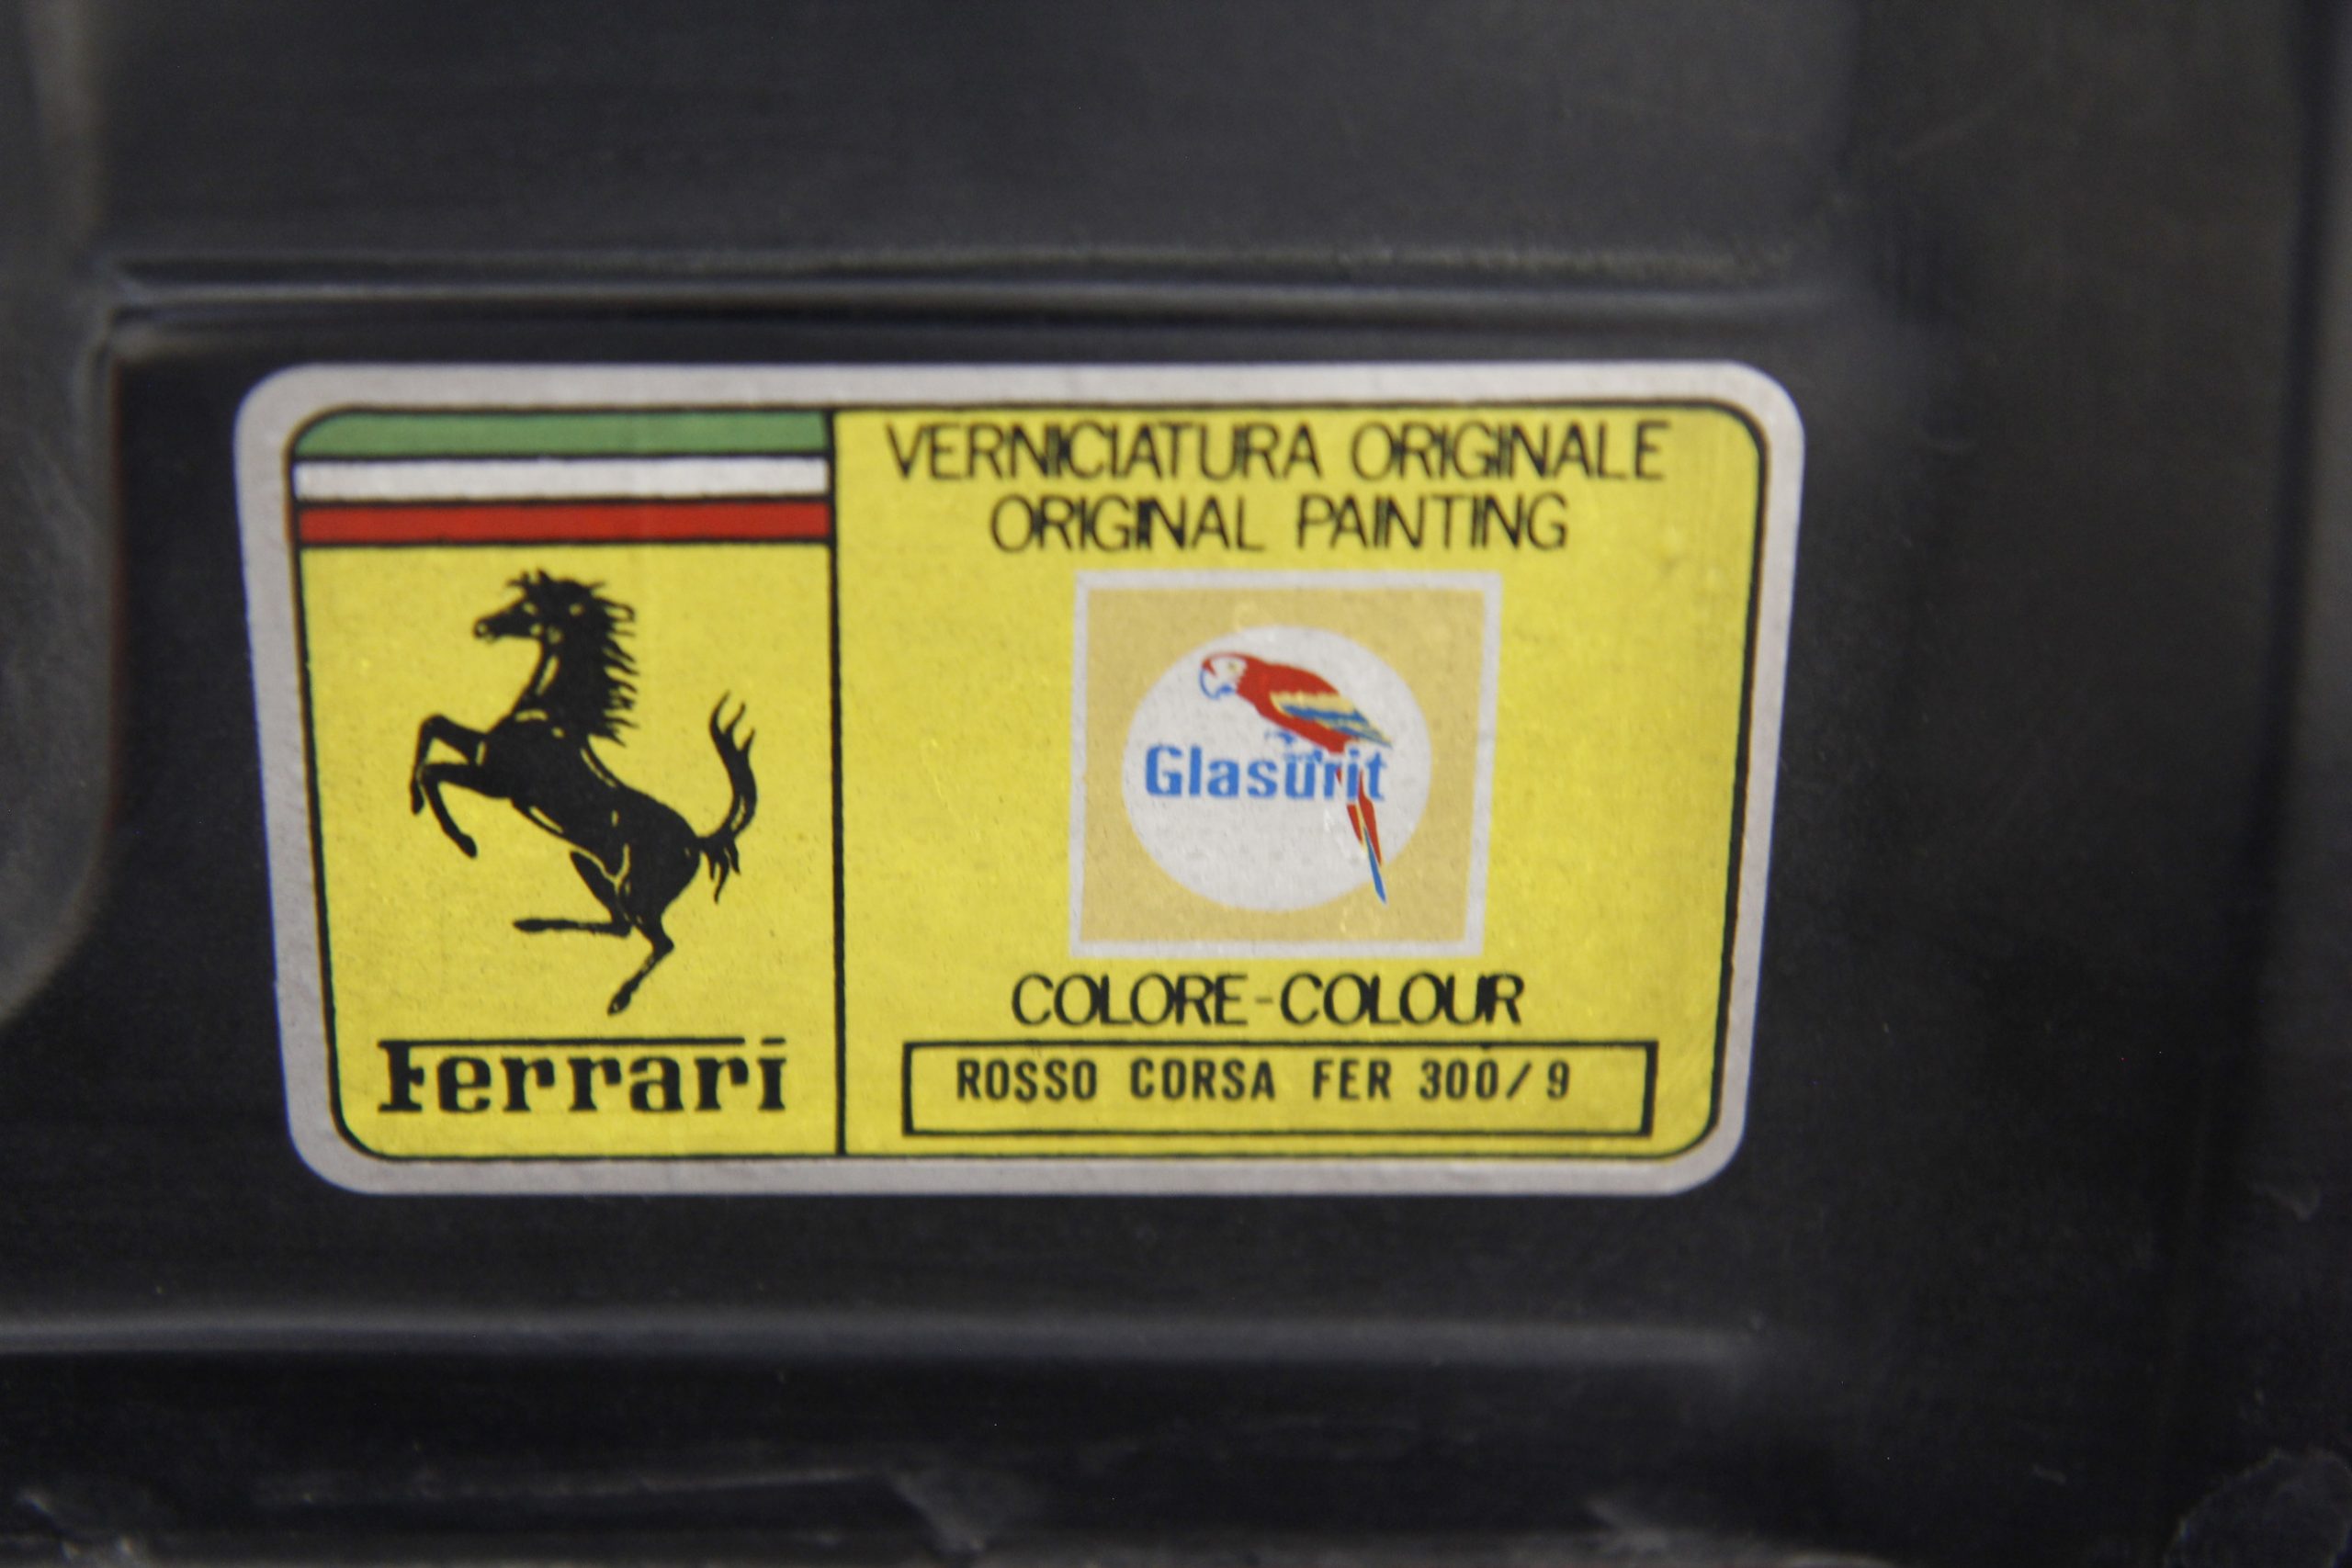 VERNICIATURA ORIGINALE
ORIGINAL PAINTING
Glasurit
COLORE-COLOUR
ROSSO CORSA FER 300/9
Ferrari